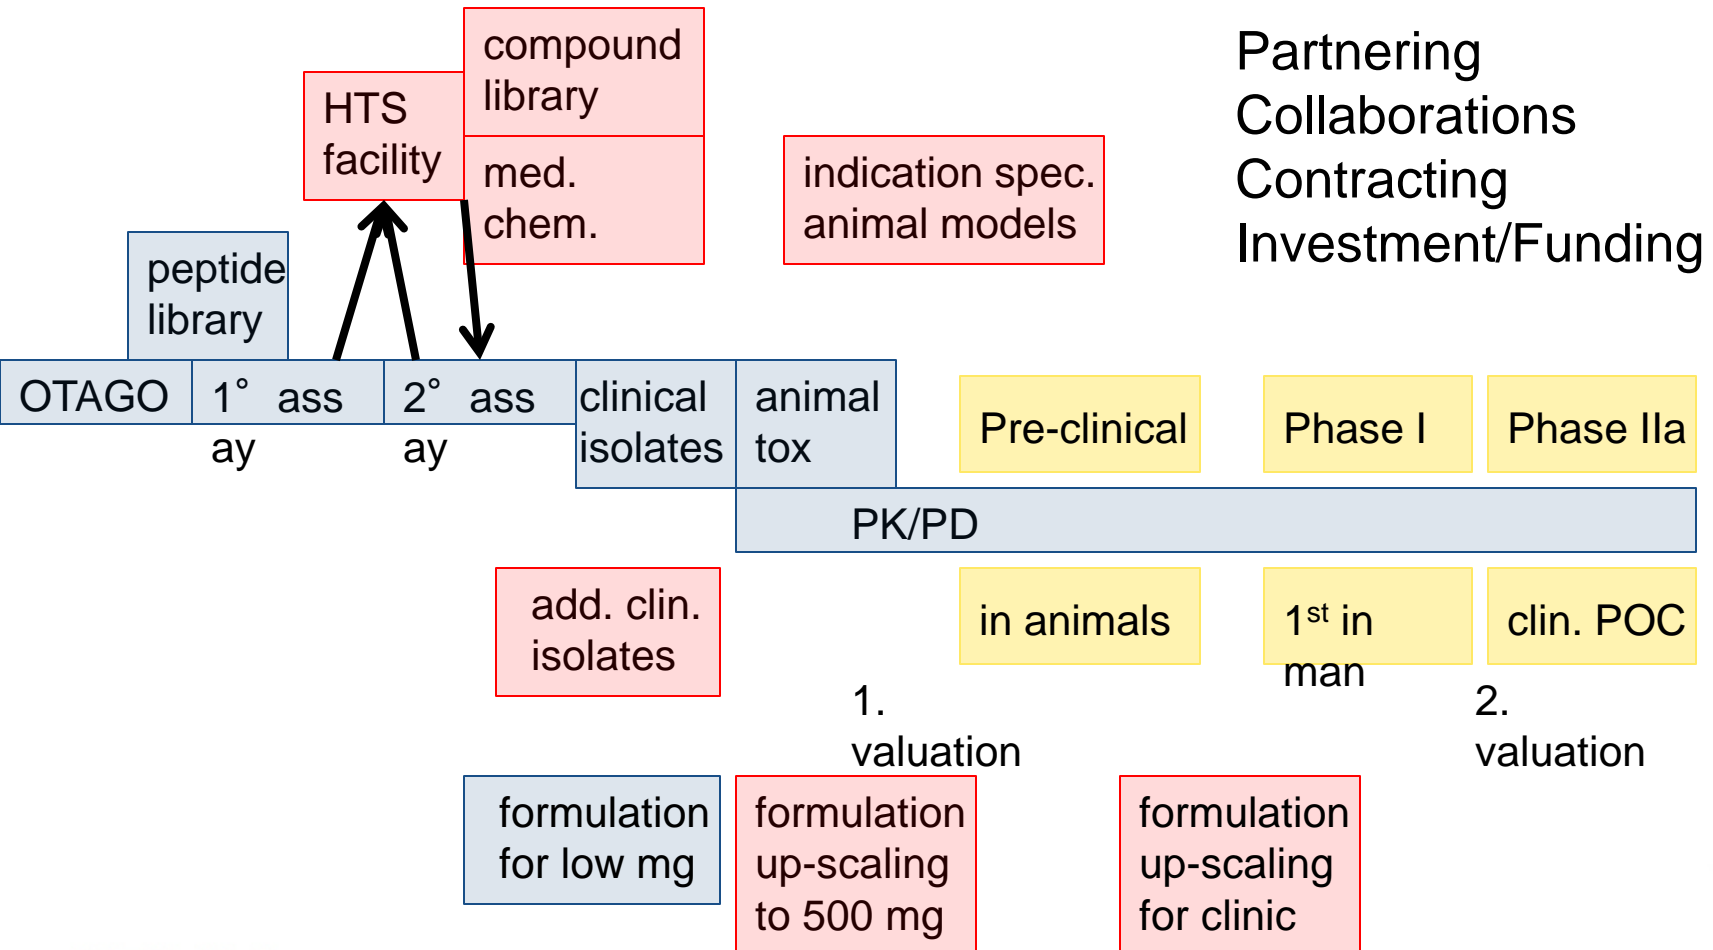 compound
library
HTS
facility
med.
chem.
indication spec.
animal models
Partnering
Collaborations
Contracting
Investment/Funding
peptide
library
OTAGO
1° ass
ay
2° ass
ay
clinical
isolates
animal
tox
Pre-clinical
Phase I
Phase IIa
PK/PD
add. clin.
isolates
in animals
1st in
man
clin. POC
1.
valuation
2.
valuation
formulation
for low mg
formulation
up-scaling
to 500 mg
formulation
up-scaling
for clinic